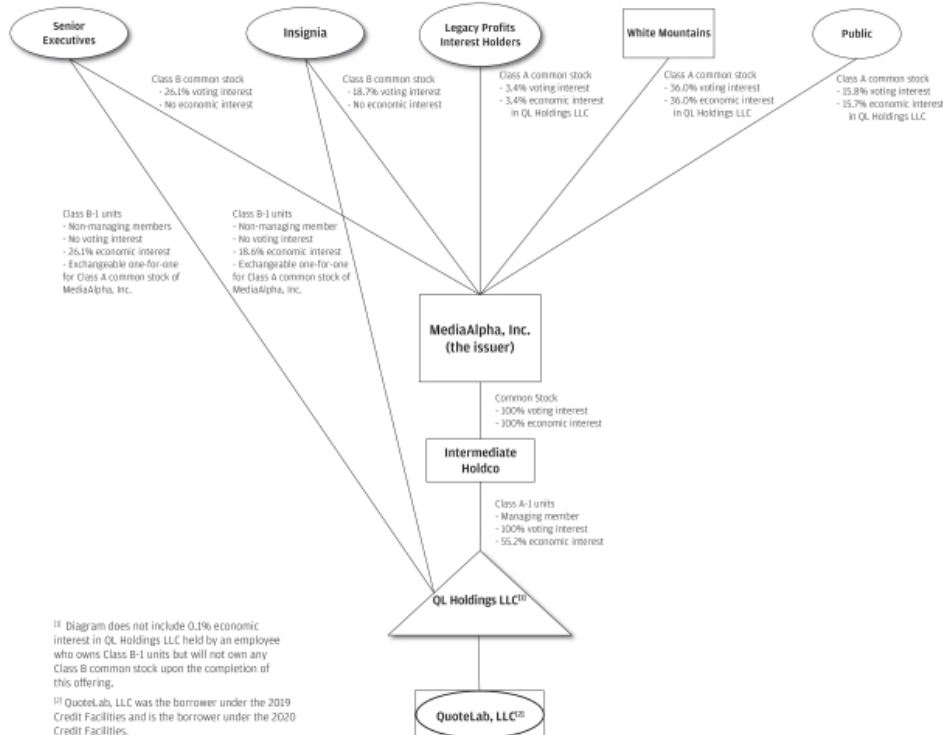 Senior
Executives
Insignia
Legacy Profits
Interest Holders
White Mountains
Public
Class B common stock
- 26.1% voting interest
- No economic interest
Class B common stock
- 18.7% voting interest
- No economic interest
Class A common stock
- 3.4% voting interest
- 3.4% economic interest
in QL Holdings LLC
Class A common stock
- 36.0% voting interest
- 36.0% economic interest
in QL Holdings LLC
Class A common stock
- 15.8% voting interest
- 15.7% economic interest
in QL Holdings LLC
Class B-1 units
- Non-managing members
- No voting interest
- 26.1% economic interest
- Exchangeable one-for-one
for Class A common stock of
MediaAlpha, Inc.
Class B-1 units
- Non-managing member
- No voting interest
- 18.6% economic interest
- Exchangeable one-for-one
for Class A common stock of
MediaAlpha, Inc.
MediaAlpha, Inc.
(the issuer)
Common Stock
- 100% voting interest
- 100% economic interest
Intermediate
Holdco
Class A-1 units
- Managing member
- 100% voting interest
- 55.2% economic interest
QL Holdings LLC[1]
[1] Diagram does not include 0.1% economic
interest in QL Holdings LLC held by an employee
who owns Class B-1 units but will not own any
Class B common stock upon the completion of
this offering.
[2] QuoteLab, LLC was the borrower under the 2019
Credit Facilities and is the borrower under the 2020
Credit Facilities.
QuoteLab, LLC[2]